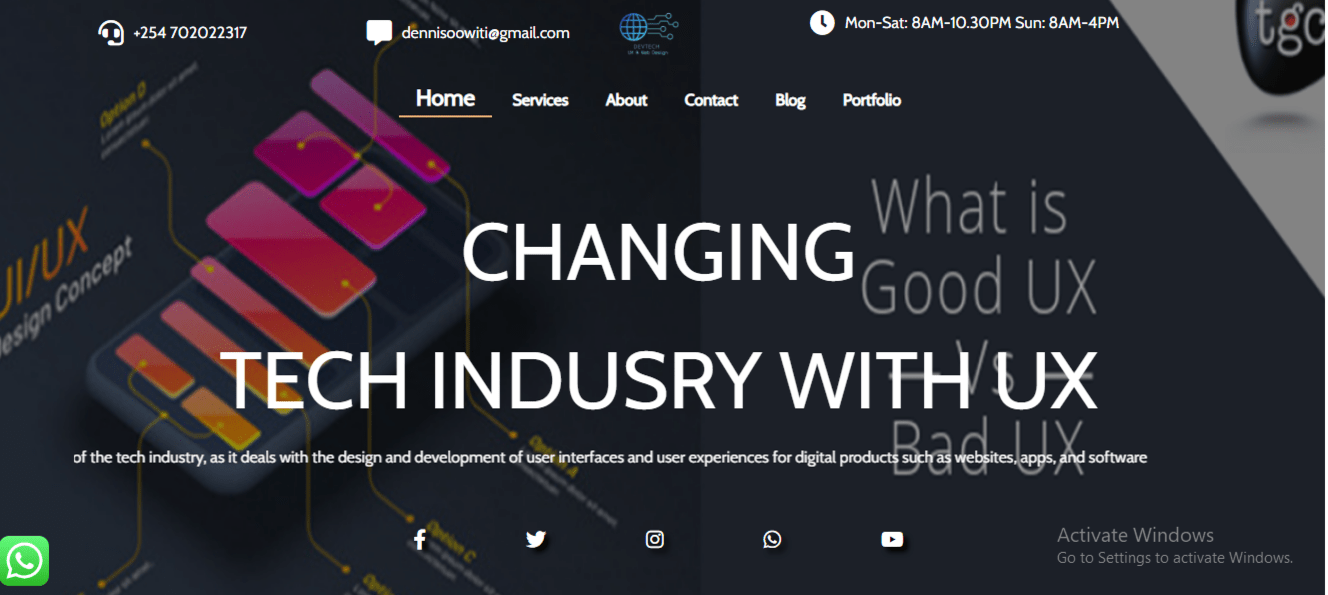 +254 702022317
dennisoowiti@gmail.com
DEVTECH
Mon-Sat: 8AM-10.30PM Sun: 8AM-4PM
tgc
Home
Services
About
Contact
Blog
Portfolio
Option D
UI/UX
Design Concept
What is
Good UX
Vs
Bad UX
CHANGING
TECH INDUSRY WITH UX
of the tech industry, as it deals with the design and development of user interfaces and user experiences for digital products such as websites, apps, and software
Option A
Option C
Activate Windows
Go to Settings to activate Windows.